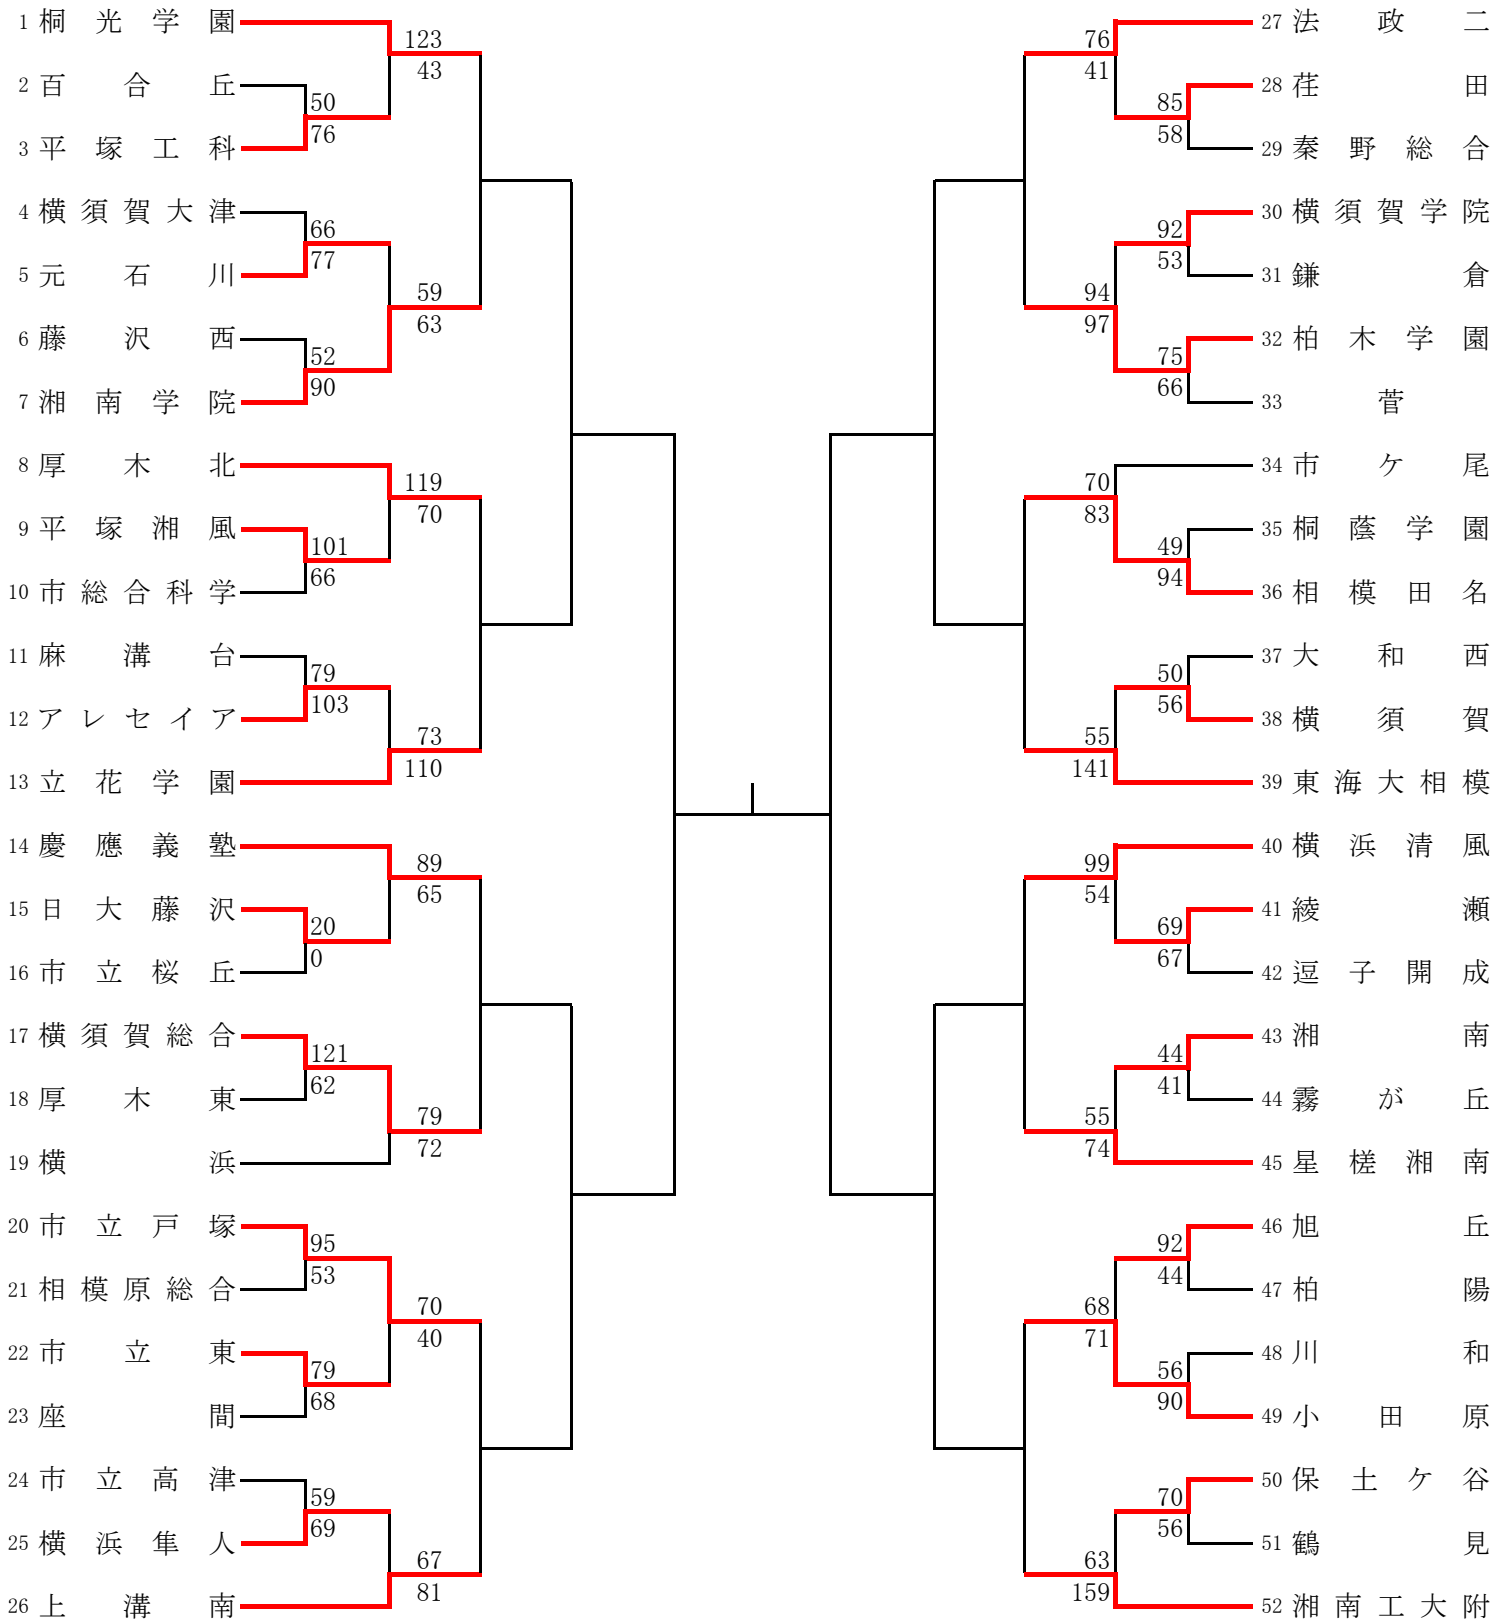 1 桐光学園
123
43
2 百合丘
50
76
3 平塚工科
4 横須賀大津
66
77
5 元石川
59
63
6 藤沢西
52
90
7 湘南学院
8 厚木北
119
70
9 平塚湘風
101
66
10 市総合科学
11 麻溝台
79
103
12 アレセイア
73
110
13 立花学園
14 慶應義塾
89
65
15 日大藤沢
20
0
16 市立桜丘
17 横須賀総合
121
62
18 厚木東
79
72
19 横浜
20 市立戸塚
95
53
21 相模原総合
70
40
22 市立東
79
68
23 座間
24 市立高津
59
69
25 横浜隼人
67
81
26 上溝南
27 法政二
76
41
28 荏田
85
58
29 秦野総合
30 横須賀学院
92
53
31 鎌倉
94
97
32 柏木学園
75
66
33 菅
34 市ケ尾
70
83
35 桐蔭学園
49
94
36 相模田名
37 大和西
50
56
38 横須賀
55
141
39 東海大相模
40 横浜清風
99
54
41 綾瀬
69
67
42 逗子開成
43 湘南
44
41
44 霧が丘
55
74
45 星槎湘南
46 旭丘
92
44
47 柏陽
68
71
48 川和
56
90
49 小田原
50 保土ケ谷
70
56
51 鶴見
63
159
52 湘南工大附